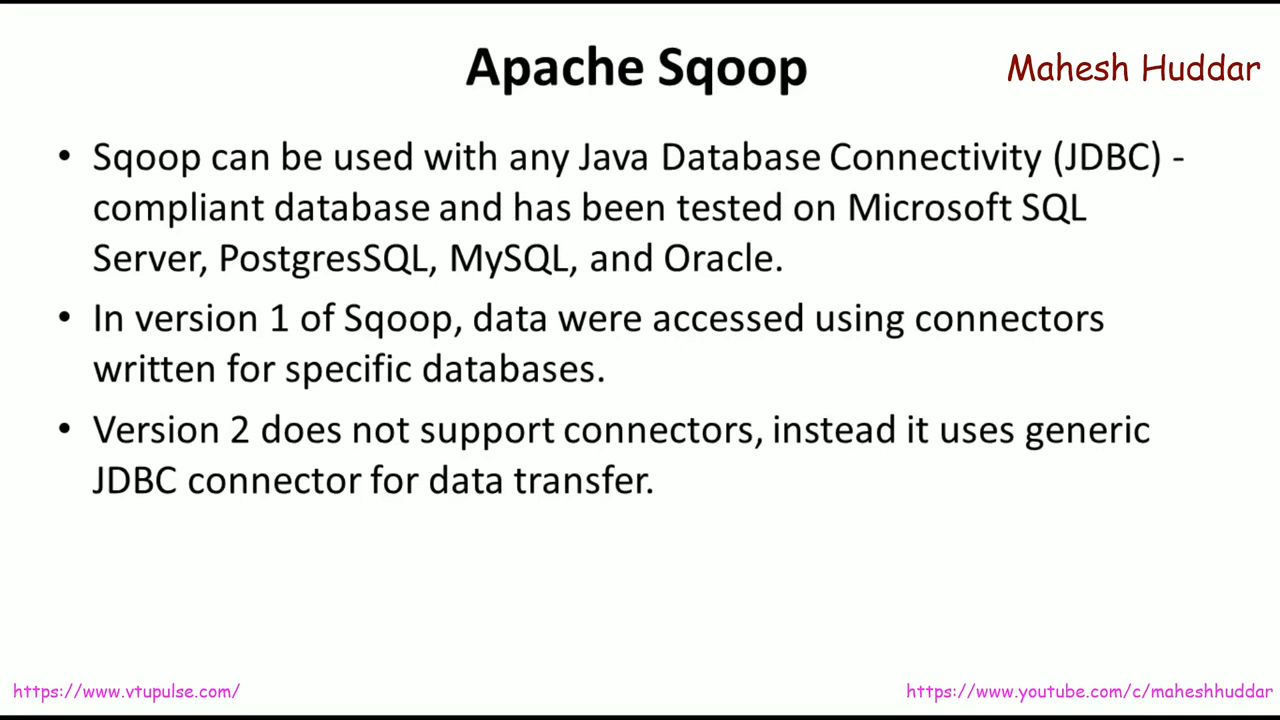 Apache Sqoop
Mahesh Huddar
• Sqoop can be used with any Java Database Connectivity (JDBC) -
compliant database and has been tested on Microsoft SQL
Server, PostgresSQL, MySQL, and Oracle.
• In version 1 of Sqoop, data were accessed using connectors
written for specific databases.
• Version 2 does not support connectors, instead it uses generic
JDBC connector for data transfer.
https://www.vtupulse.com/
https://www.youtube.com/c/maheshhuddar